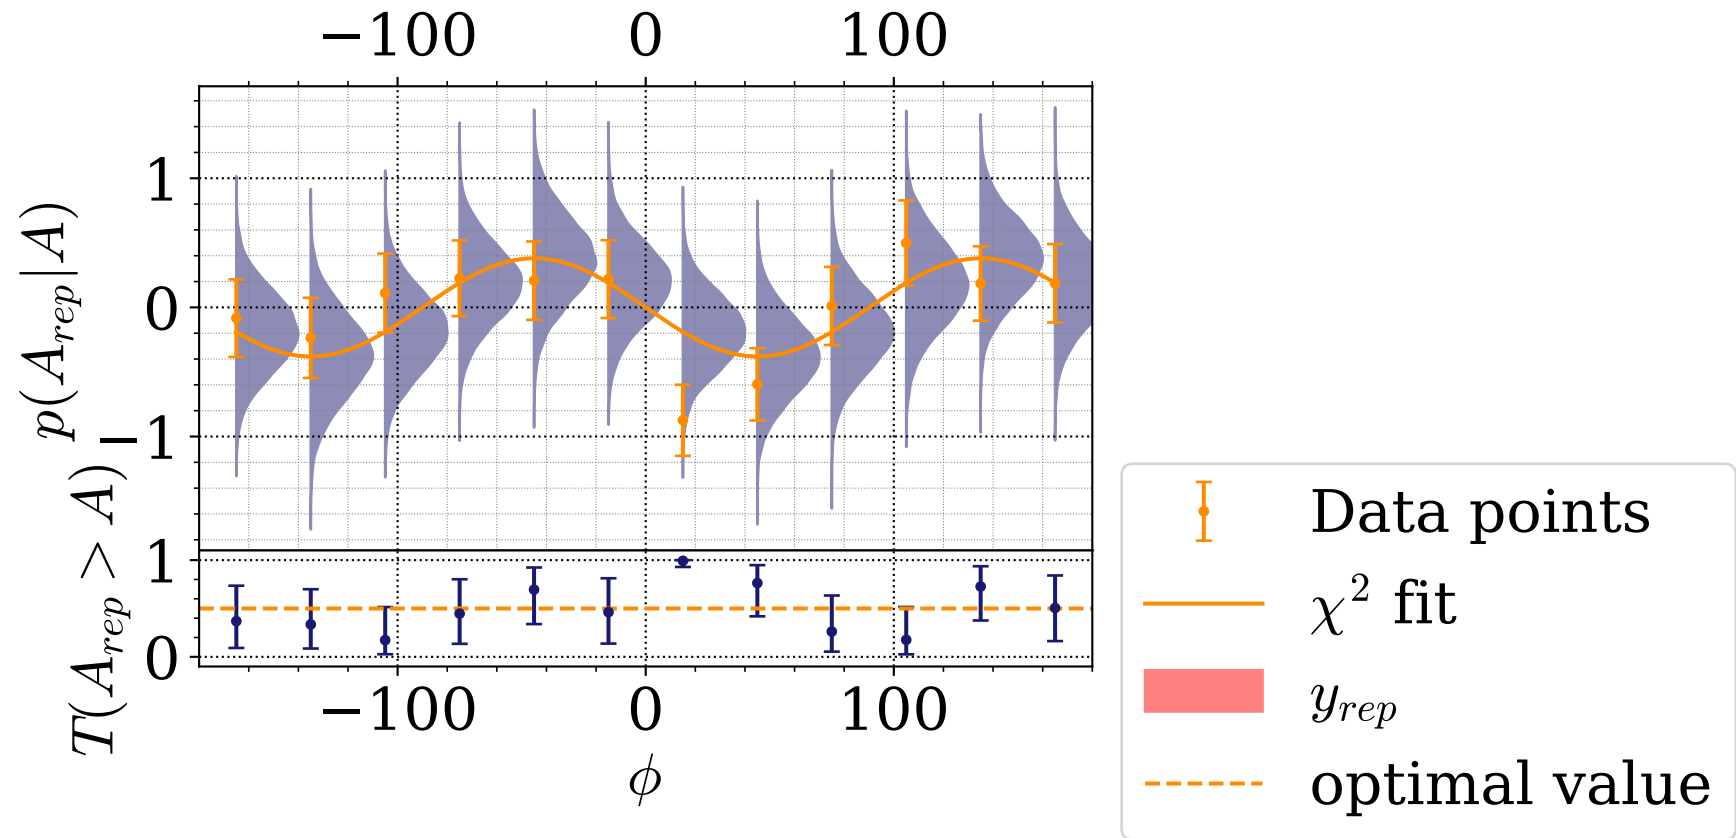 −100 0 100
p(A_rep|A)
1
0
−1
T(A_rep > A)
1
0
−100 0 100
ϕ
Data points
χ² fit
y_rep
optimal value